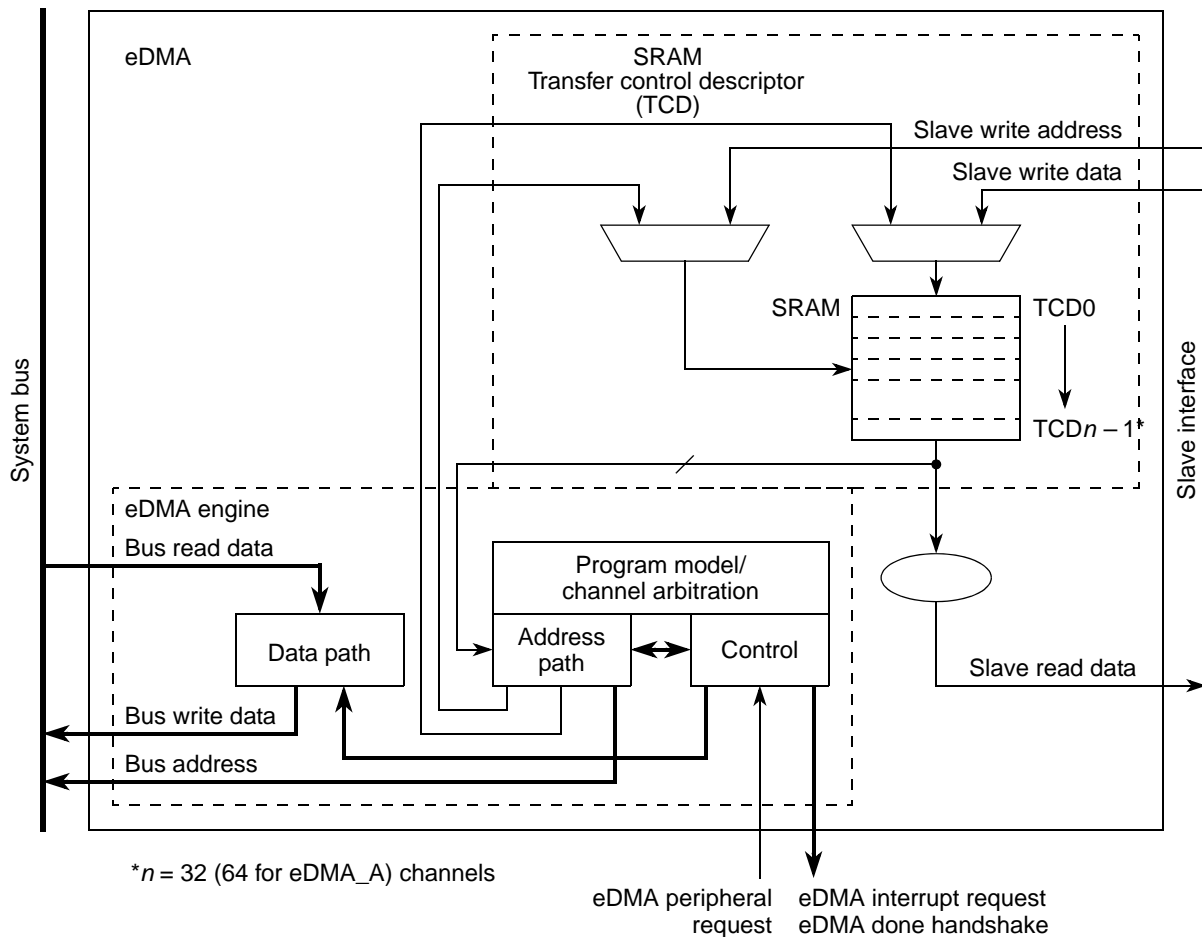 eDMA
SRAM
Transfer control descriptor
(TCD)
Slave write address
Slave write data
SRAM
TCD0
TCDn – 1*
System bus
Slave interface
eDMA engine
Bus read data
Program model/
channel arbitration
Data path
Address
path
Control
Slave read data
Bus write data
Bus address
*n = 32 (64 for eDMA_A) channels
eDMA peripheral
request
eDMA interrupt request
eDMA done handshake